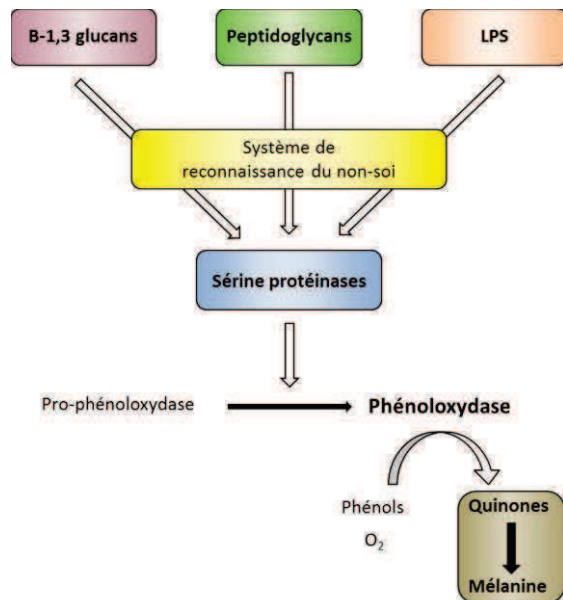 B-1,3 glucans
Peptidoglycans
LPS
Système de
reconnaissance du non-soi
Sérine protéinases
Pro-phénoloxydase
Phénoloxydase
Phénols
O₂
Quinones
Mélanine